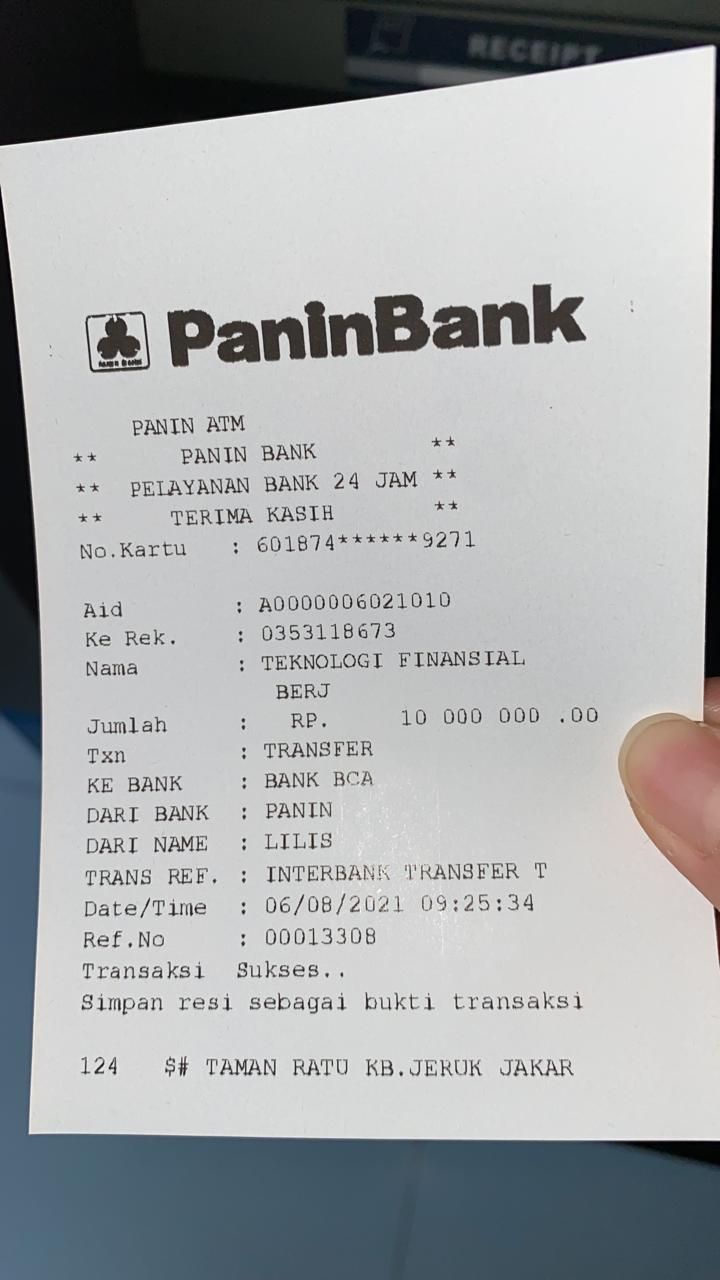 RECEIPT
PaninBank
PANIN BANK
PANIN ATM
** PANIN BANK **
** PELAYANAN BANK 24 JAM **
** TERIMA KASIH **
No.Kartu : 601874******9271
Aid : A0000006021010
Ke Rek. : 0353118673
Nama : TEKNOLOGI FINANSIAL
BERJ
Jumlah : RP. 10 000 000 .00
Txn : TRANSFER
KE BANK : BANK BCA
DARI BANK : PANIN
DARI NAME : LILIS
TRANS REF. : INTERBANK TRANSFER T
Date/Time : 06/08/2021 09:25:34
Ref.No : 00013308
Transaksi Sukses..
Simpan resi sebagai bukti transaksi
124 $# TAMAN RATU KB.JERUK JAKAR